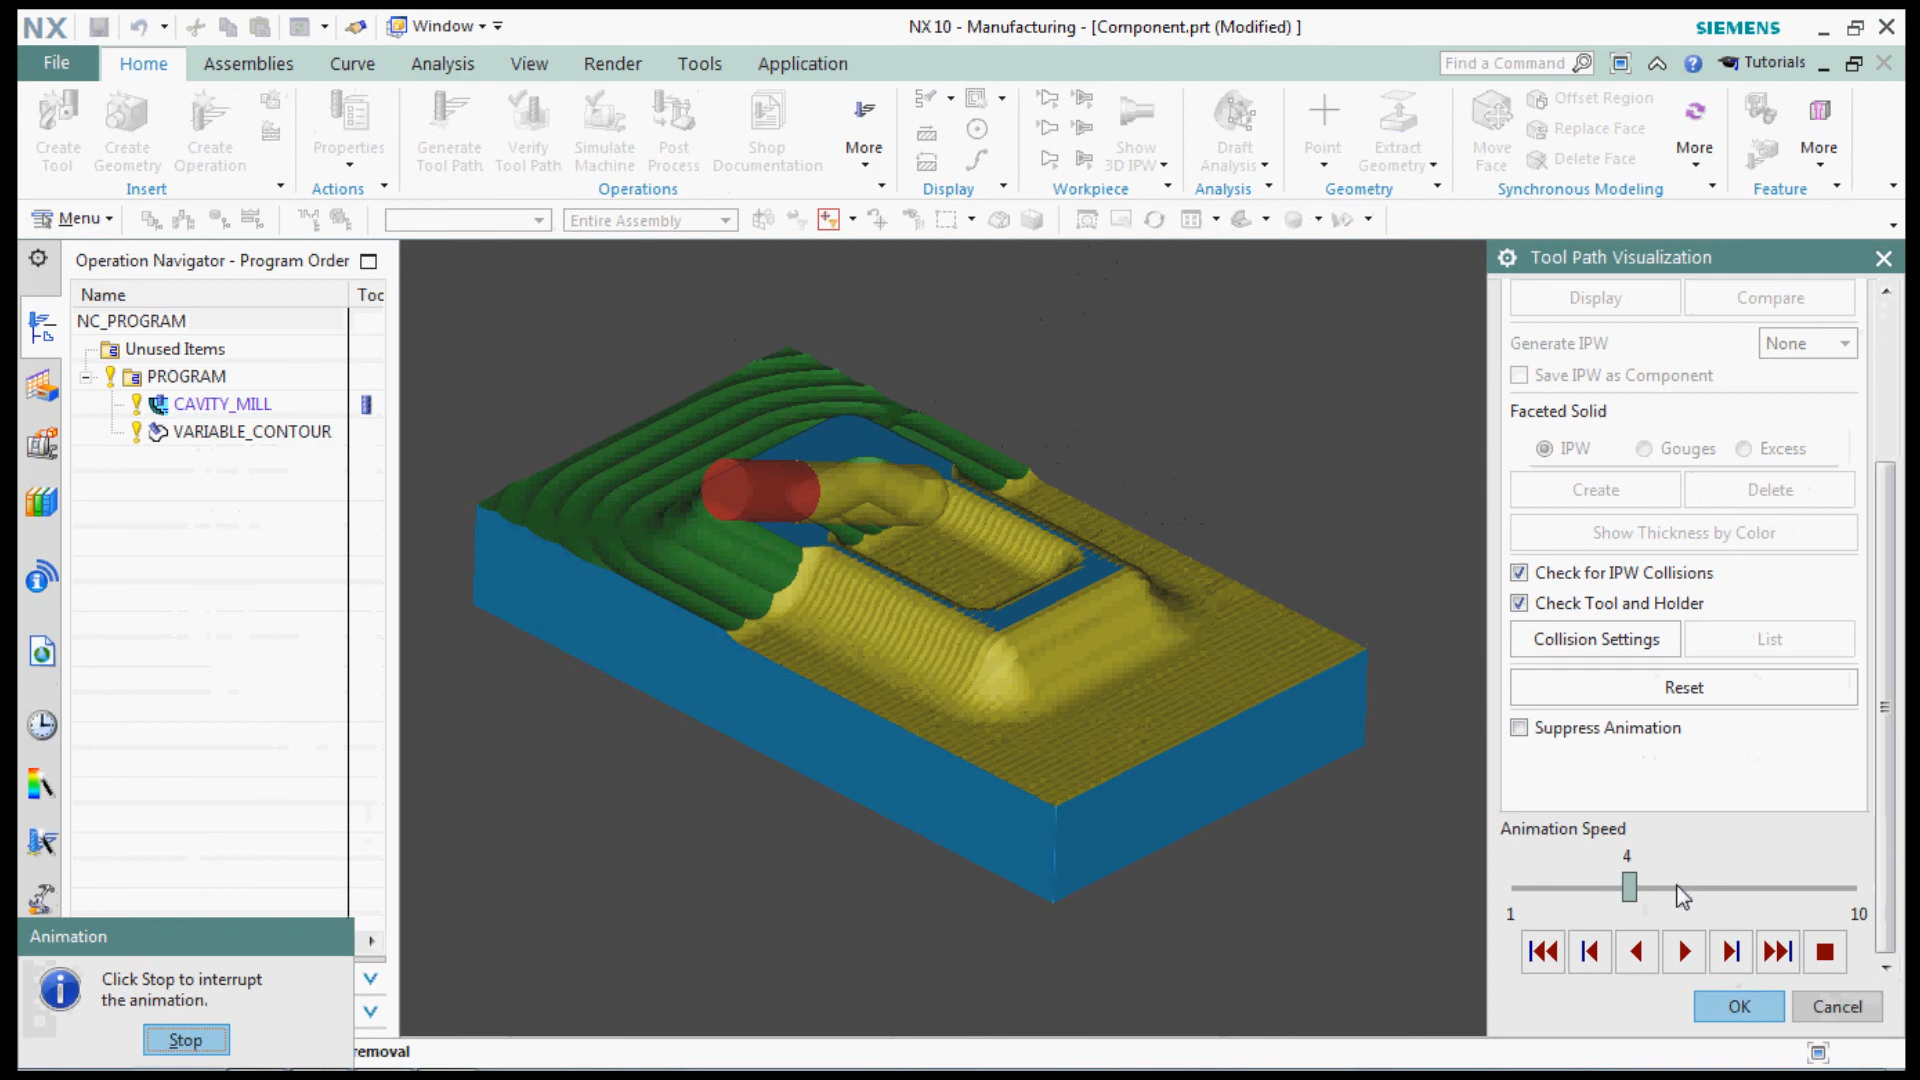 NX
Window
NX 10 - Manufacturing - [Component.prt (Modified) ]
SIEMENS
File
Home
Assemblies
Curve
Analysis
View
Render
Tools
Application
Find a Command
Tutorials
Create Tool
Create Geometry
Create Operation
Properties
Generate Tool Path
Verify Tool Path
Simulate Machine
Post Process
Shop Documentation
More
Show 3D IPW
Draft Analysis
Point
Extract Geometry
Move Face
Offset Region
Replace Face
Delete Face
More
More
Insert
Actions
Operations
Display
Workpiece
Analysis
Geometry
Synchronous Modeling
Feature
Menu
Entire Assembly
Operation Navigator - Program Order
Name
Toc
NC_PROGRAM
Unused Items
PROGRAM
CAVITY_MILL
VARIABLE_CONTOUR
Tool Path Visualization
Display
Compare
Generate IPW
None
Save IPW as Component
Faceted Solid
IPW
Gouges
Excess
Create
Delete
Show Thickness by Color
Check for IPW Collisions
Check Tool and Holder
Collision Settings
List
Reset
Suppress Animation
Animation Speed
4
1
10
OK
Cancel
Animation
Click Stop to interrupt
the animation.
Stop
removal